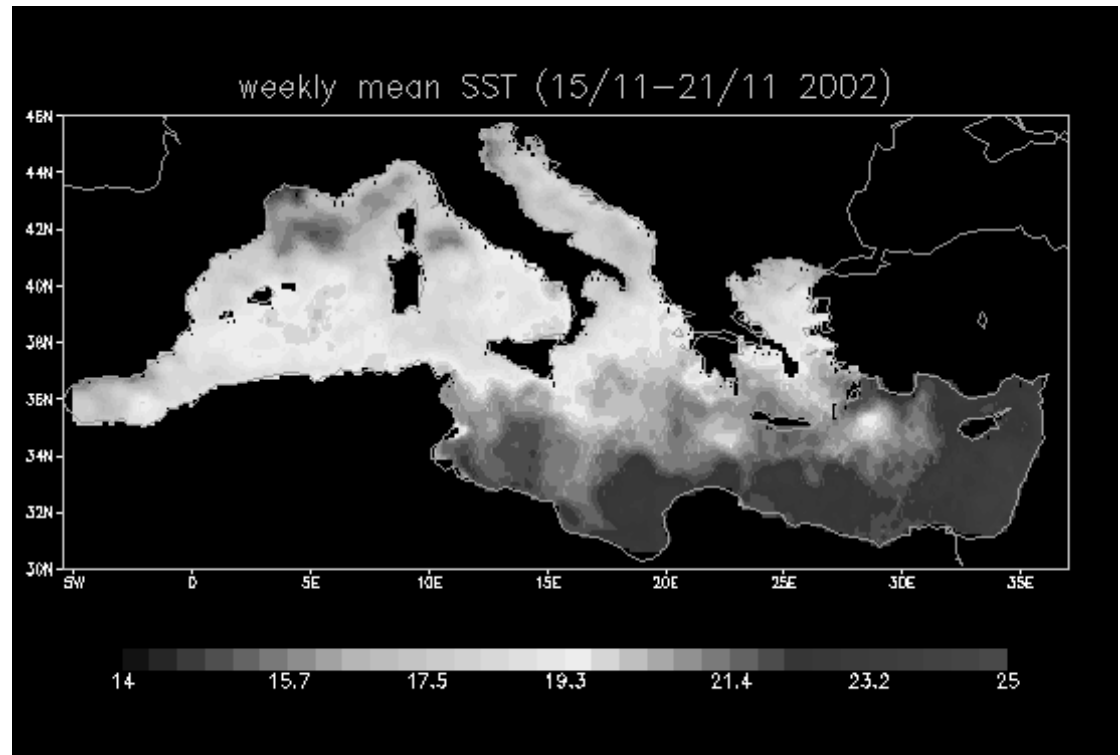 weekly mean SST (15/11-21/11 2002)
46N
44N
42N
40N
38N
36N
34N
32N
30N
5W 0 5E 10E 15E 20E 25E 30E 35E
14 15.7 17.5 19.3 21.4 23.2 25